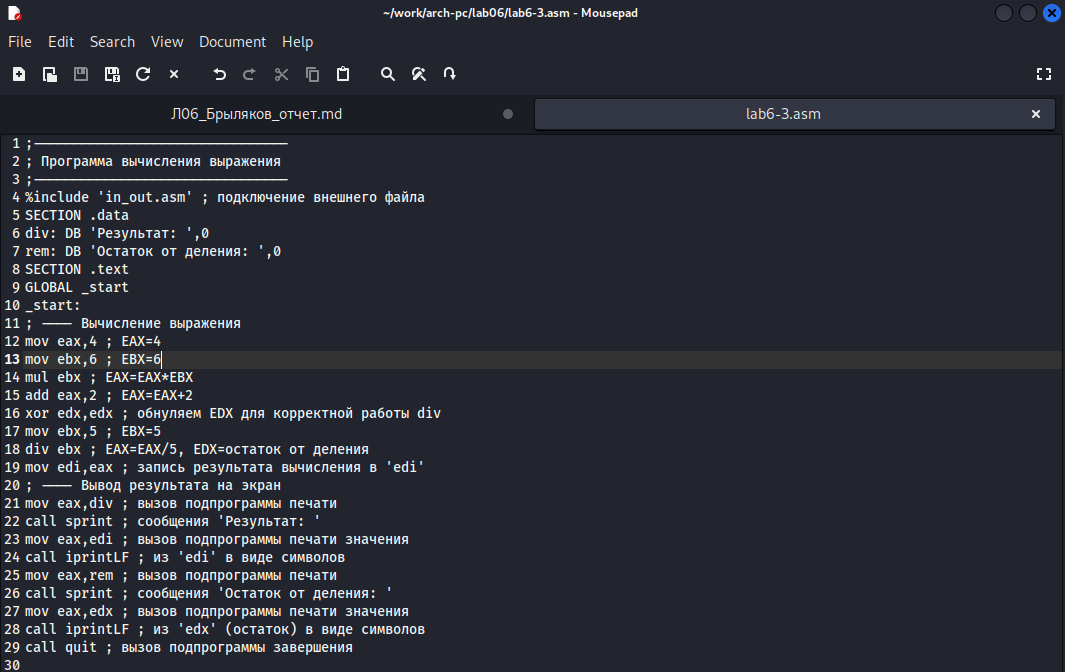 ~/work/arch-pc/lab06/lab6-3.asm - Mousepad
File Edit Search View Document Help
Л06_Брыляков_отчет.md
lab6-3.asm
1 ;--------------------------------
2 ; Программа вычисления выражения
3 ;--------------------------------
4 %include 'in_out.asm' ; подключение внешнего файла
5 SECTION .data
6 div: DB 'Результат: ',0
7 rem: DB 'Остаток от деления: ',0
8 SECTION .text
9 GLOBAL _start
10 _start:
11 ; ---- Вычисление выражения
12 mov eax,4 ; EAX=4
13 mov ebx,6 ; EBX=6
14 mul ebx ; EAX=EAX*EBX
15 add eax,2 ; EAX=EAX+2
16 xor edx,edx ; обнуляем EDX для корректной работы div
17 mov ebx,5 ; EBX=5
18 div ebx ; EAX=EAX/5, EDX=остаток от деления
19 mov edi,eax ; запись результата вычисления в 'edi'
20 ; ---- Вывод результата на экран
21 mov eax,div ; вызов подпрограммы печати
22 call sprint ; сообщения 'Результат: '
23 mov eax,edi ; вызов подпрограммы печати значения
24 call iprintLF ; из 'edi' в виде символов
25 mov eax,rem ; вызов подпрограммы печати
26 call sprint ; сообщения 'Остаток от деления: '
27 mov eax,edx ; вызов подпрограммы печати значения
28 call iprintLF ; из 'edx' (остаток) в виде символов
29 call quit ; вызов подпрограммы завершения
30